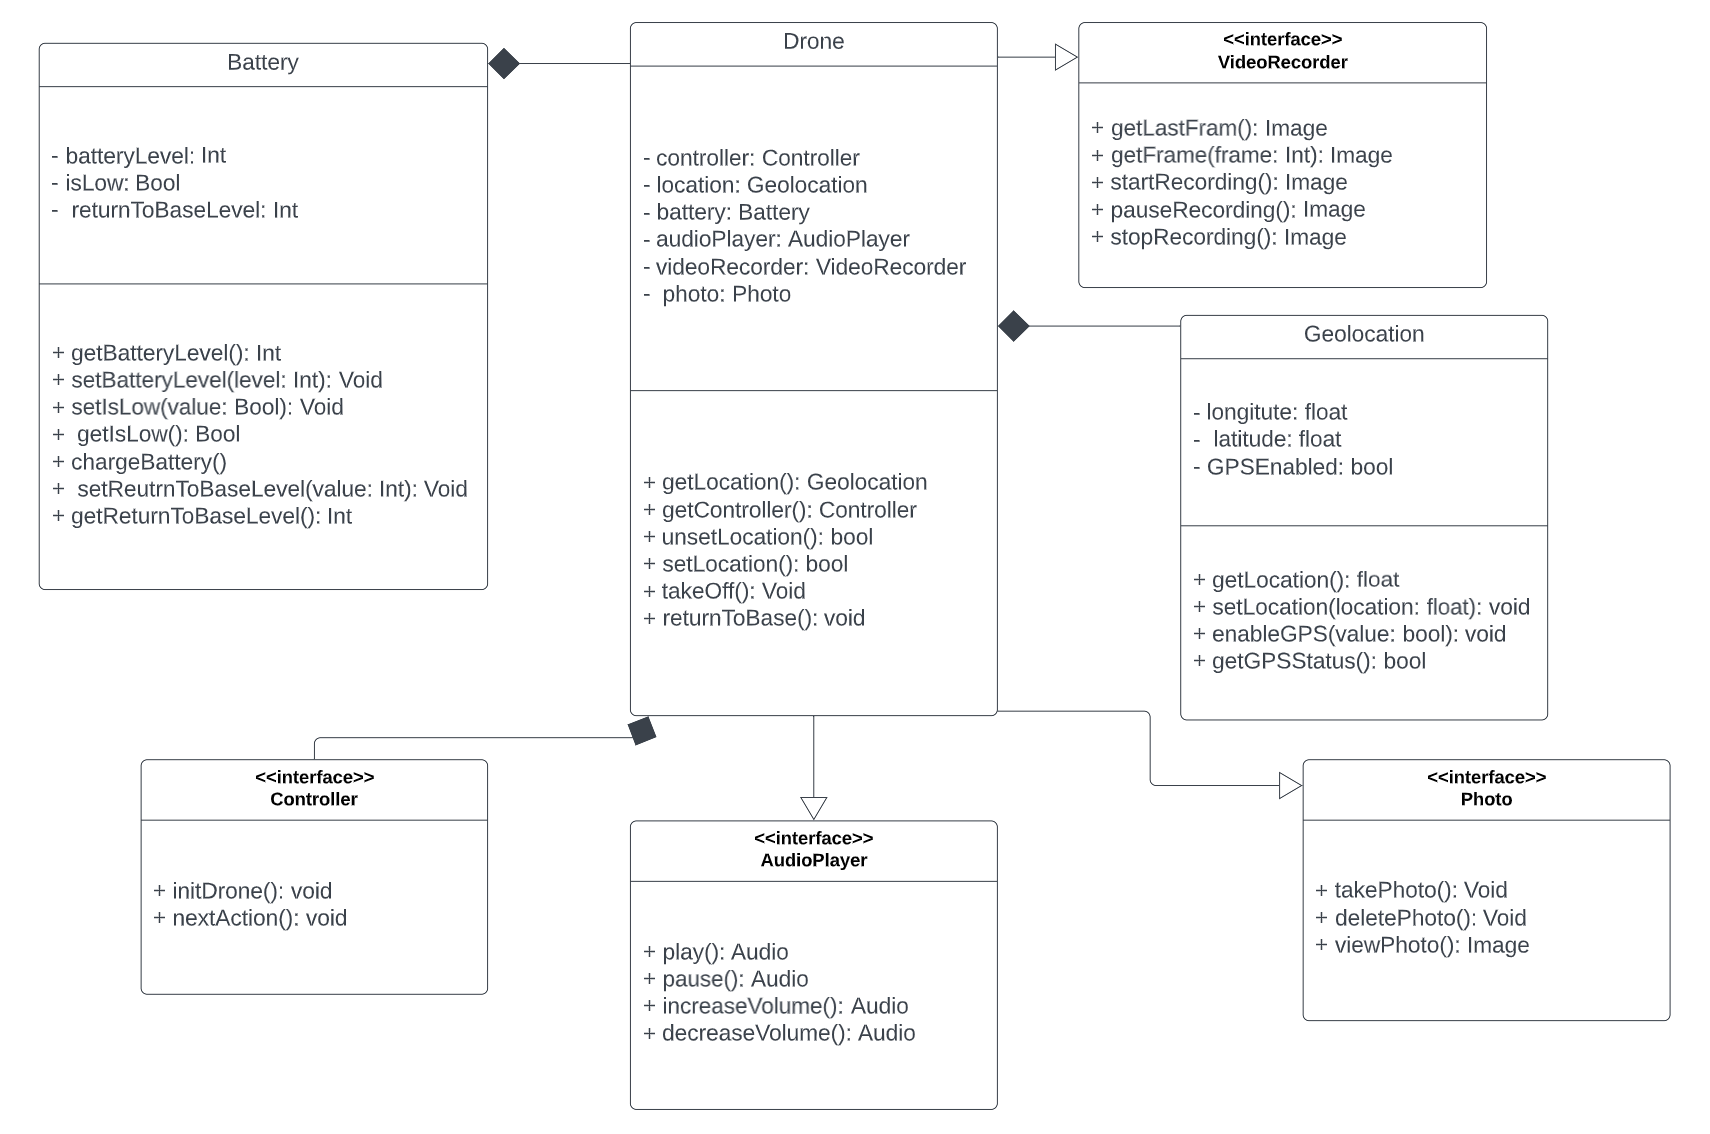 Battery
- batteryLevel: Int
- isLow: Bool
- returnToBaseLevel: Int
+ getBatteryLevel(): Int
+ setBatteryLevel(level: Int): Void
+ setIsLow(value: Bool): Void
+ getIsLow(): Bool
+ chargeBattery()
+ setReutrnToBaseLevel(value: Int): Void
+ getReturnToBaseLevel(): Int
Drone
- controller: Controller
- location: Geolocation
- battery: Battery
- audioPlayer: AudioPlayer
- videoRecorder: VideoRecorder
- photo: Photo
+ getLocation(): Geolocation
+ getController(): Controller
+ unsetLocation(): bool
+ setLocation(): bool
+ takeOff(): Void
+ returnToBase(): void
<<interface>>
VideoRecorder
+ getLastFram(): Image
+ getFrame(frame: Int): Image
+ startRecording(): Image
+ pauseRecording(): Image
+ stopRecording(): Image
Geolocation
- longitute: float
- latitude: float
- GPSEnabled: bool
+ getLocation(): float
+ setLocation(location: float): void
+ enableGPS(value: bool): void
+ getGPSStatus(): bool
<<interface>>
Controller
+ initDrone(): void
+ nextAction(): void
<<interface>>
AudioPlayer
+ play(): Audio
+ pause(): Audio
+ increaseVolume(): Audio
+ decreaseVolume(): Audio
<<interface>>
Photo
+ takePhoto(): Void
+ deletePhoto(): Void
+ viewPhoto(): Image